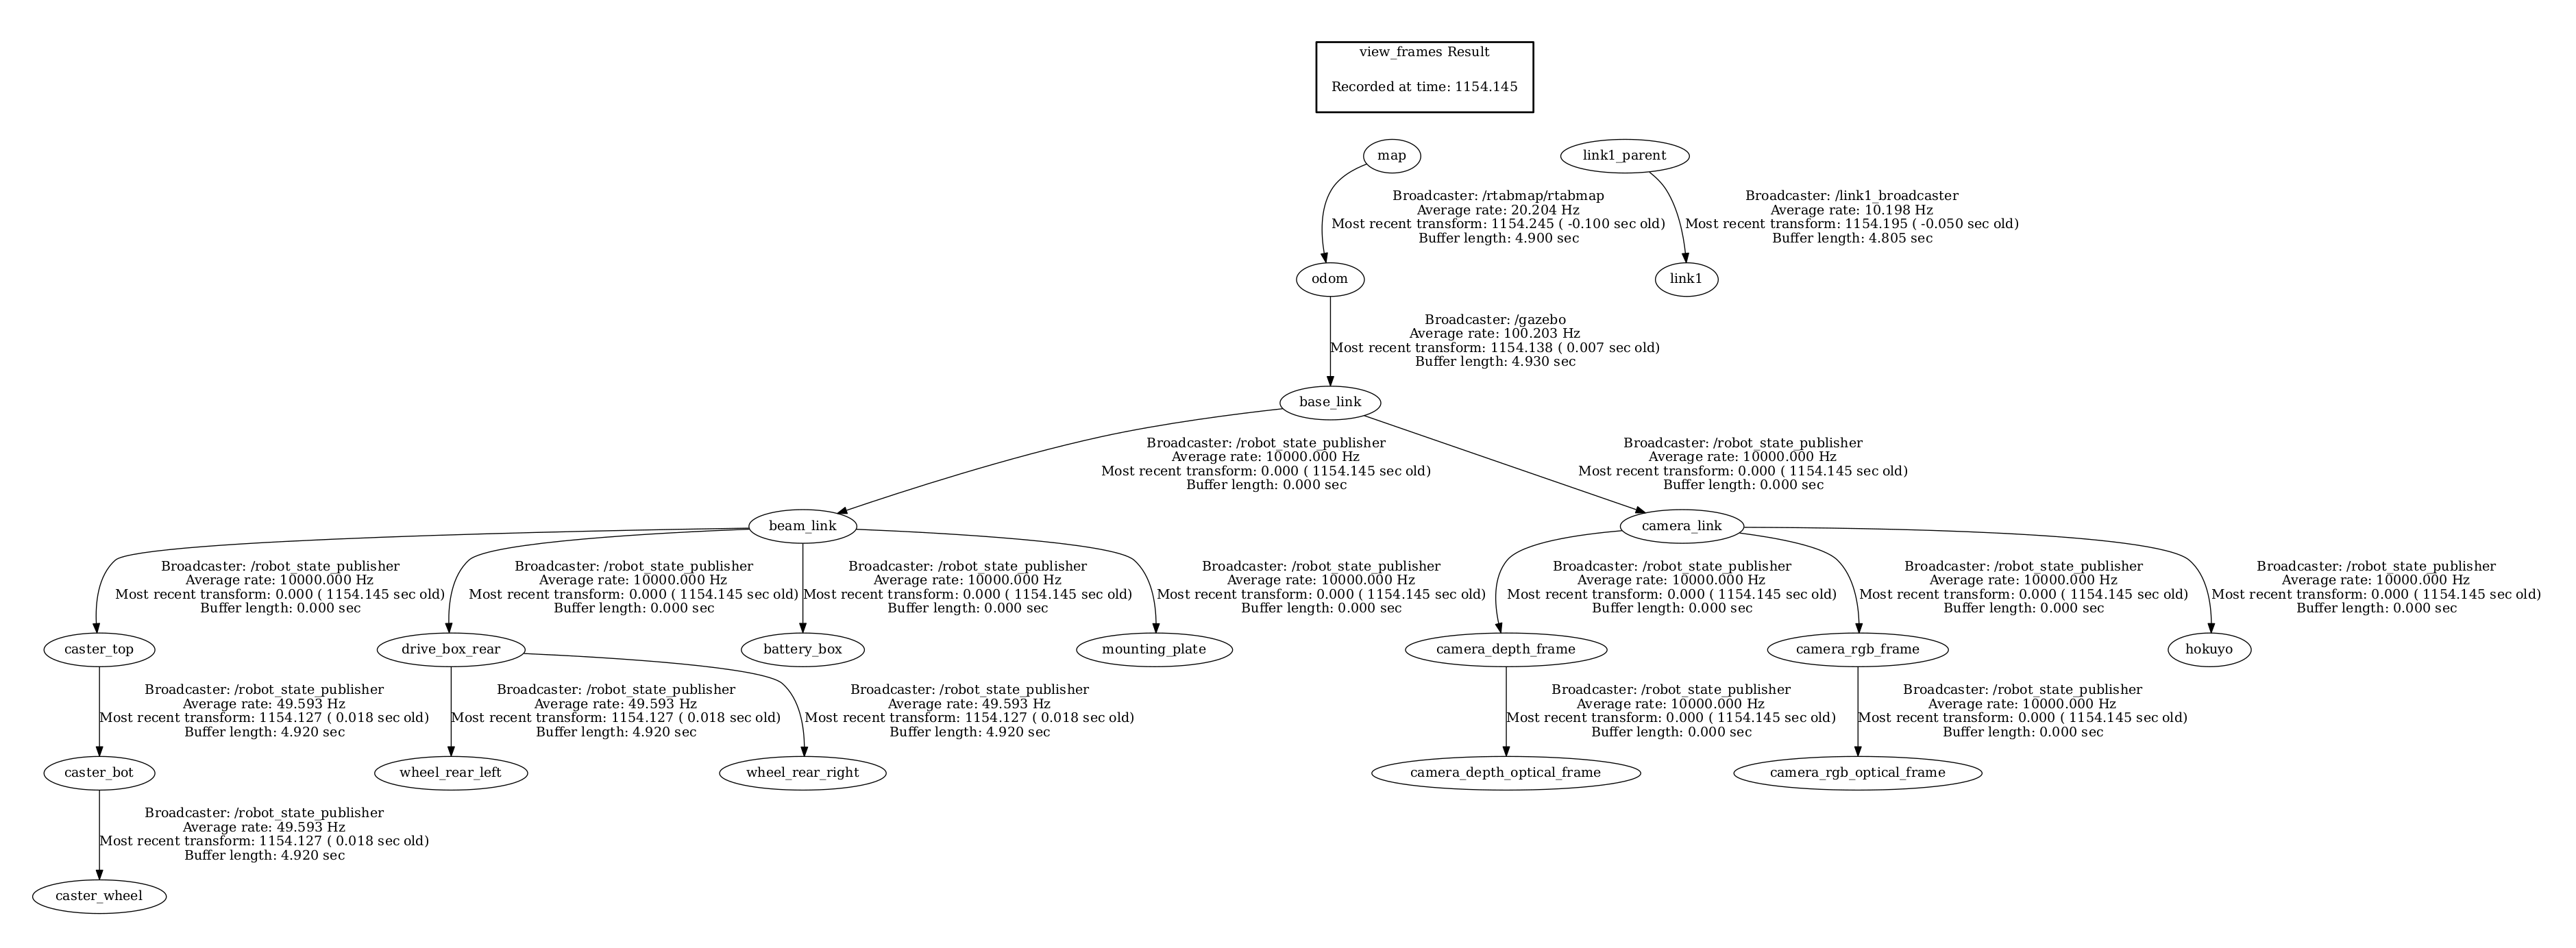 view_frames Result
Recorded at time: 1154.145
map
link1_parent
Broadcaster: /rtabmap/rtabmap
Average rate: 20.204 Hz
Most recent transform: 1154.245 ( -0.100 sec old)
Buffer length: 4.900 sec
Broadcaster: /link1_broadcaster
Average rate: 10.198 Hz
Most recent transform: 1154.195 ( -0.050 sec old)
Buffer length: 4.805 sec
odom
link1
Broadcaster: /gazebo
Average rate: 100.203 Hz
Most recent transform: 1154.138 ( 0.007 sec old)
Buffer length: 4.930 sec
base_link
Broadcaster: /robot_state_publisher
Average rate: 10000.000 Hz
Most recent transform: 0.000 ( 1154.145 sec old)
Buffer length: 0.000 sec
Broadcaster: /robot_state_publisher
Average rate: 10000.000 Hz
Most recent transform: 0.000 ( 1154.145 sec old)
Buffer length: 0.000 sec
beam_link
camera_link
Broadcaster: /robot_state_publisher
Average rate: 10000.000 Hz
Most recent transform: 0.000 ( 1154.145 sec old)
Buffer length: 0.000 sec
Broadcaster: /robot_state_publisher
Average rate: 10000.000 Hz
Most recent transform: 0.000 ( 1154.145 sec old)
Buffer length: 0.000 sec
Broadcaster: /robot_state_publisher
Average rate: 10000.000 Hz
Most recent transform: 0.000 ( 1154.145 sec old)
Buffer length: 0.000 sec
Broadcaster: /robot_state_publisher
Average rate: 10000.000 Hz
Most recent transform: 0.000 ( 1154.145 sec old)
Buffer length: 0.000 sec
Broadcaster: /robot_state_publisher
Average rate: 10000.000 Hz
Most recent transform: 0.000 ( 1154.145 sec old)
Buffer length: 0.000 sec
Broadcaster: /robot_state_publisher
Average rate: 10000.000 Hz
Most recent transform: 0.000 ( 1154.145 sec old)
Buffer length: 0.000 sec
Broadcaster: /robot_state_publisher
Average rate: 10000.000 Hz
Most recent transform: 0.000 ( 1154.145 sec old)
Buffer length: 0.000 sec
caster_top
drive_box_rear
battery_box
mounting_plate
camera_depth_frame
camera_rgb_frame
hokuyo
Broadcaster: /robot_state_publisher
Average rate: 49.593 Hz
Most recent transform: 1154.127 ( 0.018 sec old)
Buffer length: 4.920 sec
Broadcaster: /robot_state_publisher
Average rate: 49.593 Hz
Most recent transform: 1154.127 ( 0.018 sec old)
Buffer length: 4.920 sec
Broadcaster: /robot_state_publisher
Average rate: 49.593 Hz
Most recent transform: 1154.127 ( 0.018 sec old)
Buffer length: 4.920 sec
Broadcaster: /robot_state_publisher
Average rate: 10000.000 Hz
Most recent transform: 0.000 ( 1154.145 sec old)
Buffer length: 0.000 sec
Broadcaster: /robot_state_publisher
Average rate: 10000.000 Hz
Most recent transform: 0.000 ( 1154.145 sec old)
Buffer length: 0.000 sec
caster_bot
wheel_rear_left
wheel_rear_right
camera_depth_optical_frame
camera_rgb_optical_frame
Broadcaster: /robot_state_publisher
Average rate: 49.593 Hz
Most recent transform: 1154.127 ( 0.018 sec old)
Buffer length: 4.920 sec
caster_wheel